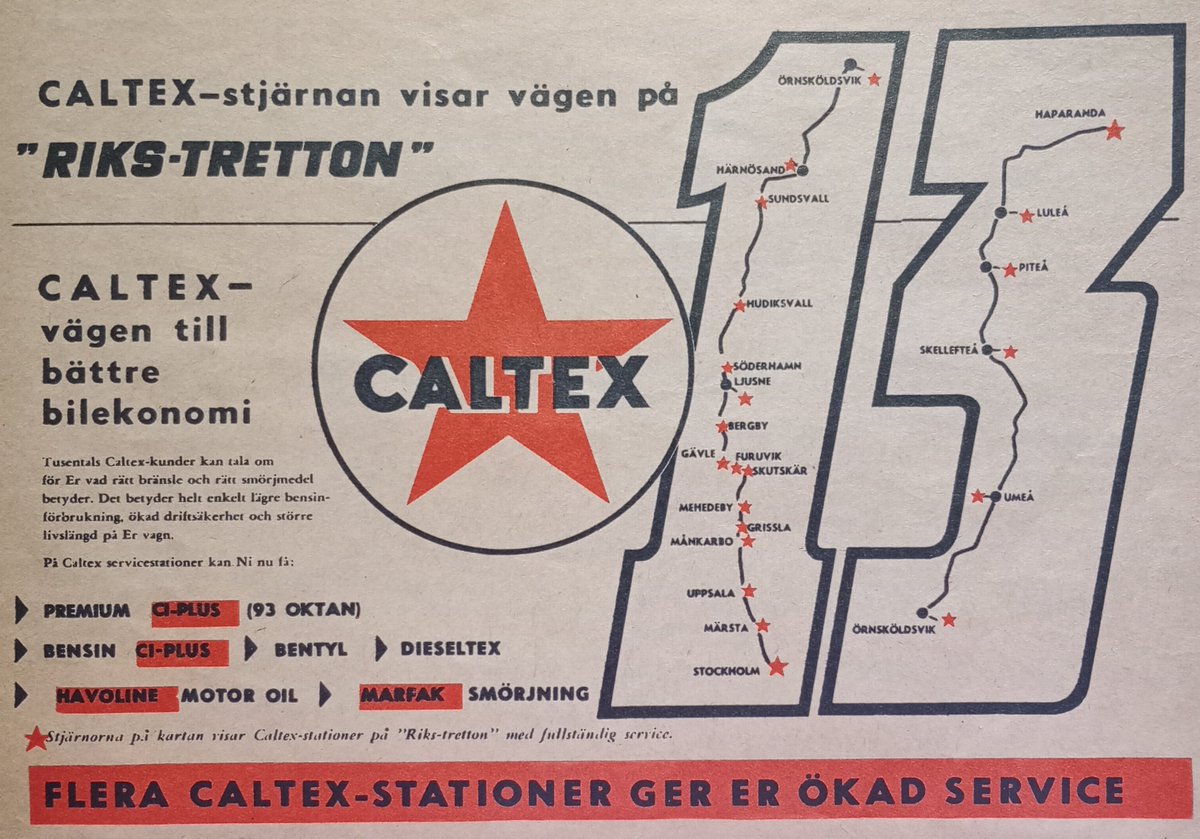 CALTEX–stjärnan visar vägen på
”RIKS-TRETTON”
CALTEX–
vägen till
bättre
bilekonomi
Tusentals Caltex-kunder kan tala om
för Er vad rätt bränsle och rätt smörjmedel
betyder. Det betyder helt enkelt lägre bensin-
förbrukning, ökad driftsäkerhet och större
livslängd på Er vagn.
På Caltex servicestationer kan Ni nu få:
PREMIUM CI-PLUS (93 OKTAN)
BENSIN CI-PLUS BENTYL DIESELTEX
HAVOLINE MOTOR OIL MARFAK SMÖRJNING
Stjärnorna på kartan visar Caltex-stationer på "Riks-tretton" med fullständig service.
CALTEX
13
ÖRNSKÖLDSVIK
HÄRNÖSAND
SUNDSVALL
HUDIKSVALL
SÖDERHAMN
LJUSNE
BERGBY
GÄVLE
FURUVIK
SKUTSKÄR
MEHEDEBY
GRISSLA
MÅNKARBO
UPPSALA
MÄRSTA
STOCKHOLM
HAPARANDA
LULEÅ
PITEÅ
SKELLEFTEÅ
UMEÅ
ÖRNSKÖLDSVIK
FLERA CALTEX-STATIONER GER ER ÖKAD SERVICE